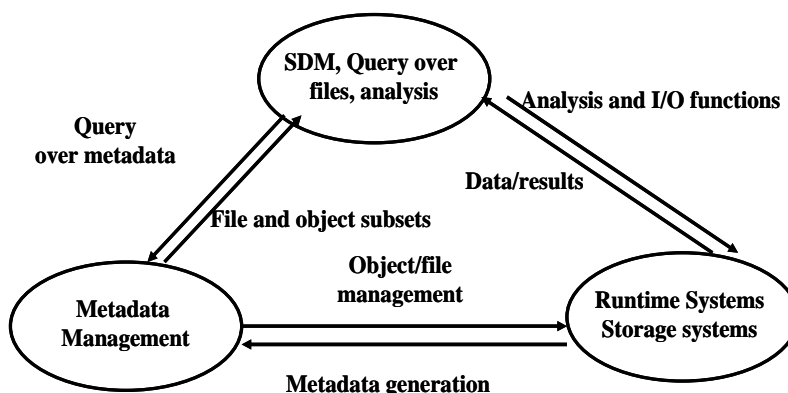 SDM, Query over
files, analysis
Analysis and I/O functions
Query
over metadata
Data/results
File and object subsets
Object/file
management
Metadata
Management
Runtime Systems
Storage systems
Metadata generation